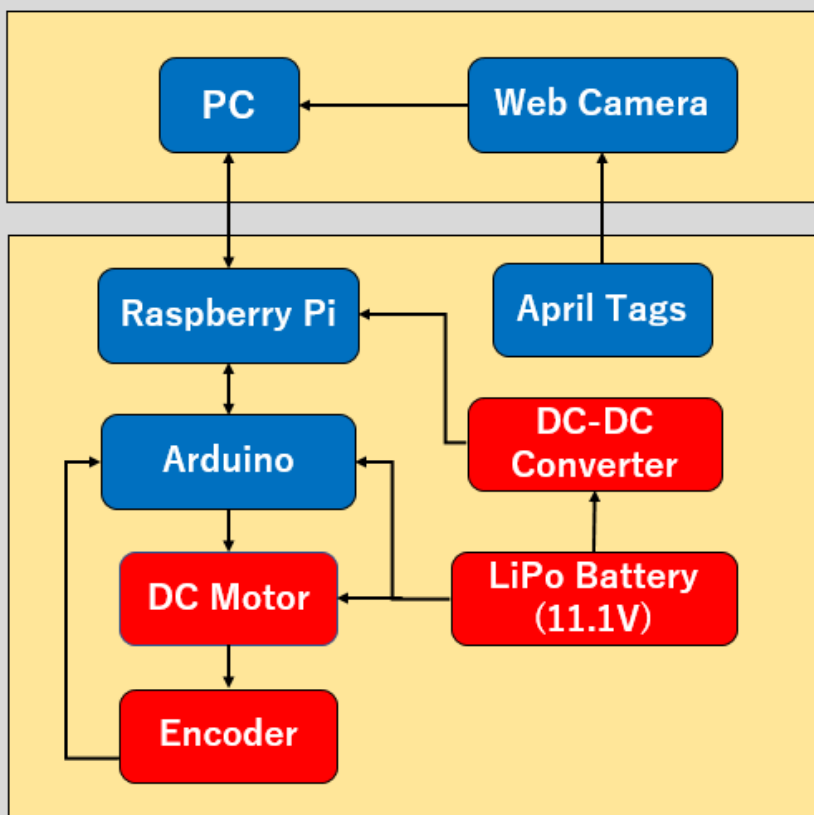 PC
Web Camera
Raspberry Pi
April Tags
Arduino
DC-DC
Converter
DC Motor
LiPo Battery
(11.1V)
Encoder